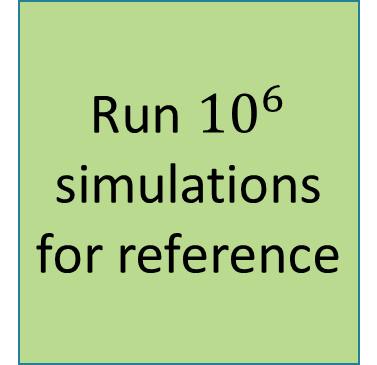 Run 10⁶
simulations
for reference